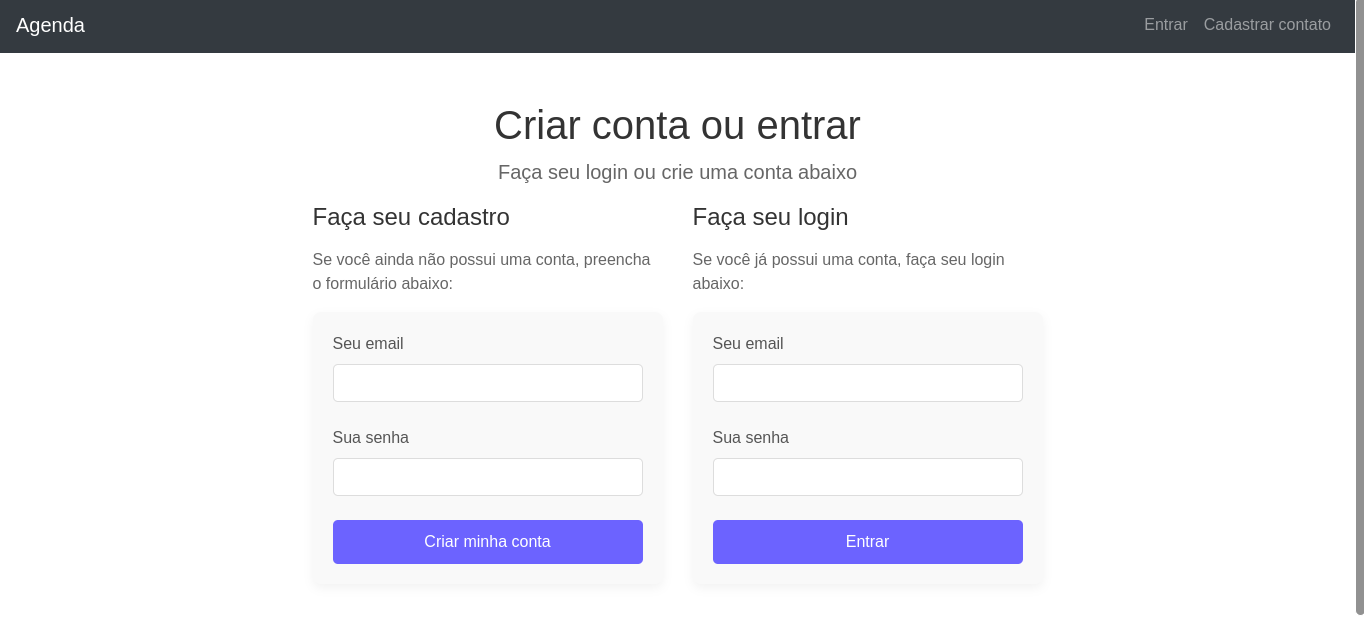 Agenda
Entrar
Cadastrar contato
Criar conta ou entrar
Faça seu login ou crie uma conta abaixo
Faça seu cadastro
Se você ainda não possui uma conta, preencha
o formulário abaixo:
Seu email
Sua senha
Criar minha conta
Faça seu login
Se você já possui uma conta, faça seu login
abaixo:
Seu email
Sua senha
Entrar